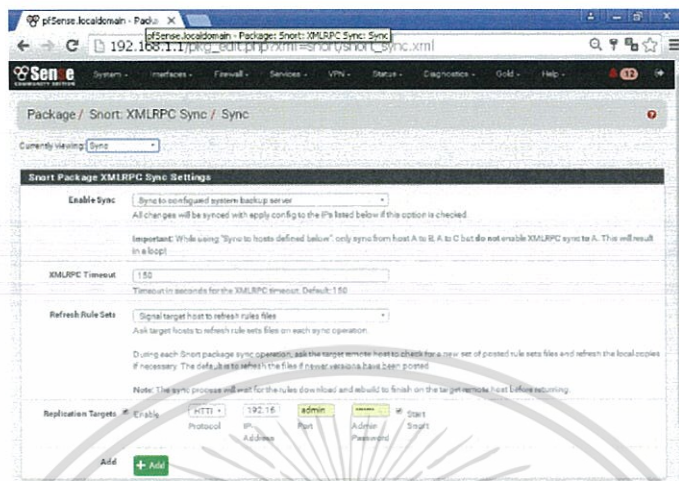 pfSense.localdomain - Packa
pfSense.localdomain - Package: Snort: XMLRPC Sync: Sync
192.168.1.1/pkg_edit.php?xml=snort/snort_sync.xml
Sense
COMMUNITY EDITION
System
Interfaces
Firewall
Services
VPN
Status
Diagnostics
Gold
Help
12
Package / Snort: XMLRPC Sync / Sync
Currently viewing: Sync
Snort Package XMLRPC Sync Settings
Enable Sync
Sync to configured system backup server
All changes will be synced with apply config to the IPs listed below if this option is checked.
Important: While using "Sync to hosts defined below", only sync from host A to B, A to C but do not enable XMLRPC sync to A. This will result
in a loop!
XMLRPC Timeout
150
Timeout in seconds for the XMLRPC timeout. Default: 150
Refresh Rule Sets
Signal target host to refresh rules files
Ask target hosts to refresh rule sets files on each sync operation.
During each Snort package sync operation, ask the target remote host to check for a new set of posted rule sets files and refresh the local copies
if necessary. The default is to refresh the files if newer versions have been posted.
Note: The sync process will wait for the rules download and rebuild to finish on the target remote host before returning.
Replication Targets
Enable
HTTI
192.16
admin
Start
Protocol
IP
Port
Admin
Snort
Address
Password
Add
+ Add